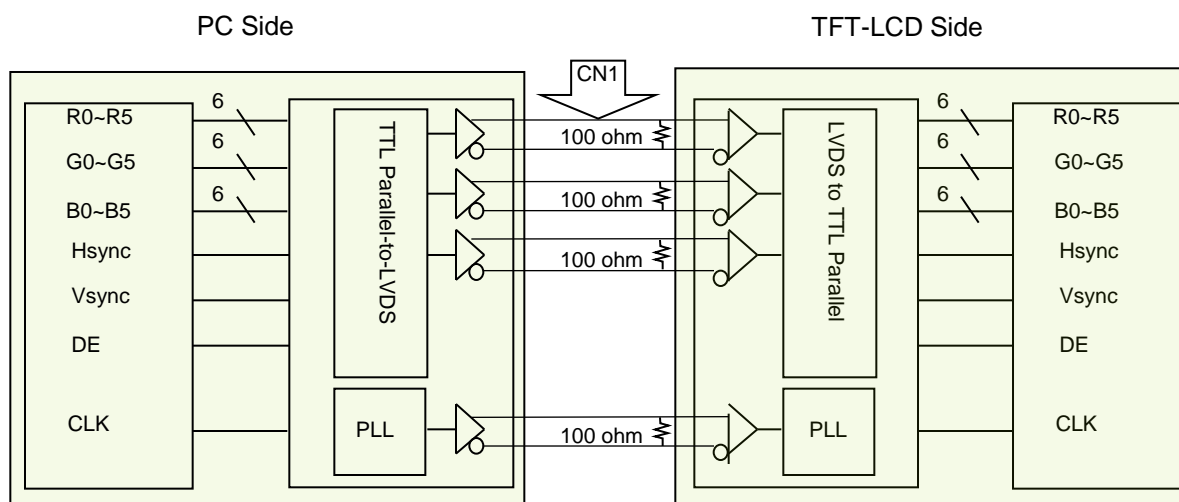 PC Side
TFT-LCD Side
CN1
R0~R5
6
G0~G5
6
B0~B5
6
Hsync
Vsync
DE
CLK
TTL Parallel-to-LVDS
PLL
100 ohm
100 ohm
100 ohm
100 ohm
LVDS to TTL Parallel
PLL
6
R0~R5
6
G0~G5
6
B0~B5
Hsync
Vsync
DE
CLK